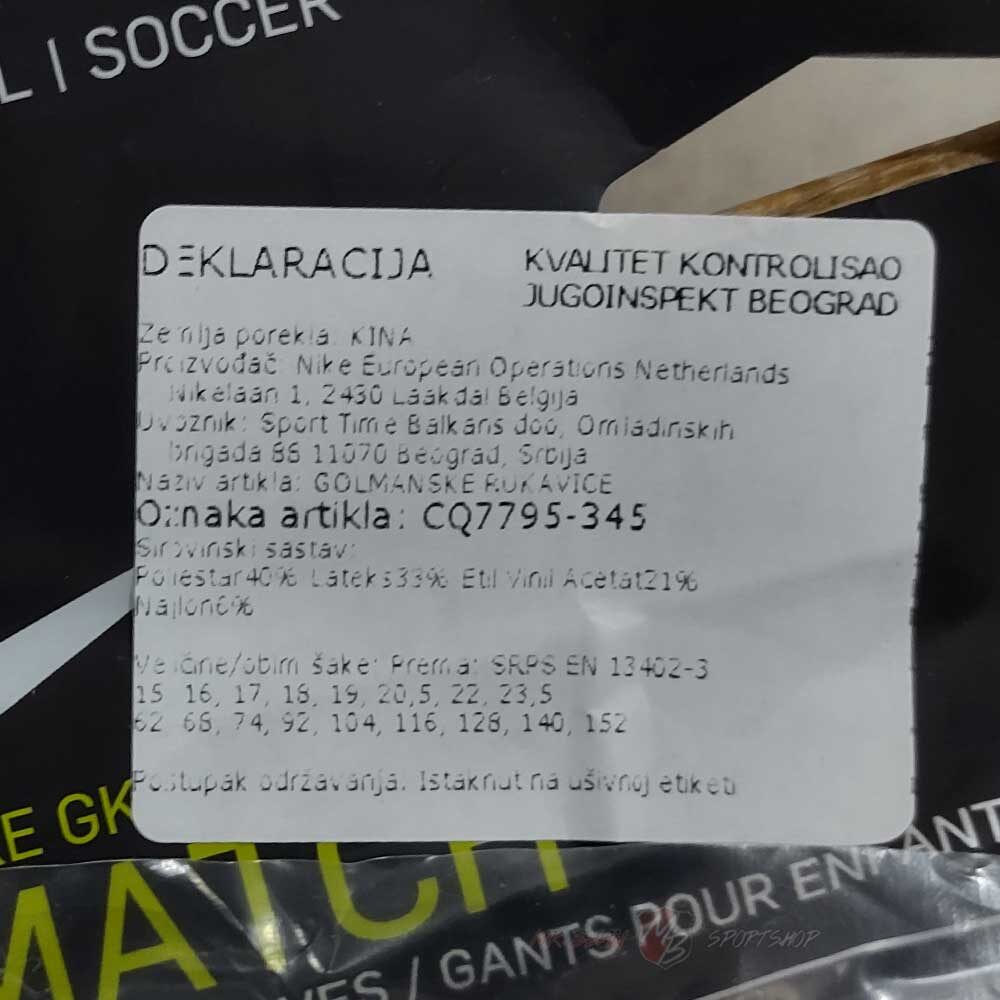 L | SOCCER
DEKLARACIJA
KVALITET KONTROLISAO
JUGOINSPEKT BEOGRAD
Zemlja porekla: KINA
Proizvođač: Nike European Operations Netherlands
Nikelaan 1, 2430 Laakdal Belgija
Uvoznik: Sport Time Balkans doo, Omladinskih
brigada 86 11070 Beograd, Srbija
Naziv artikla: GOLMANSKE RUKAVICE
Oznaka artikla: CQ7795-345
Sirovinski sastav:
Poliestar40% Lateks33% Etil Vinil Acetat21%
Najlon6%
Veličine/obim šake: Prema: SRPS EN 13402-3
15 16, 17, 18, 19, 20,5, 22, 23,5
62 68, 74, 92, 104, 116, 128, 140, 152
Postupak održavanja. Istaknut na ušivnoj etiketi
E GK
MATCH
VES / GANTS POUR ENFANT
MB SPORTSHOP